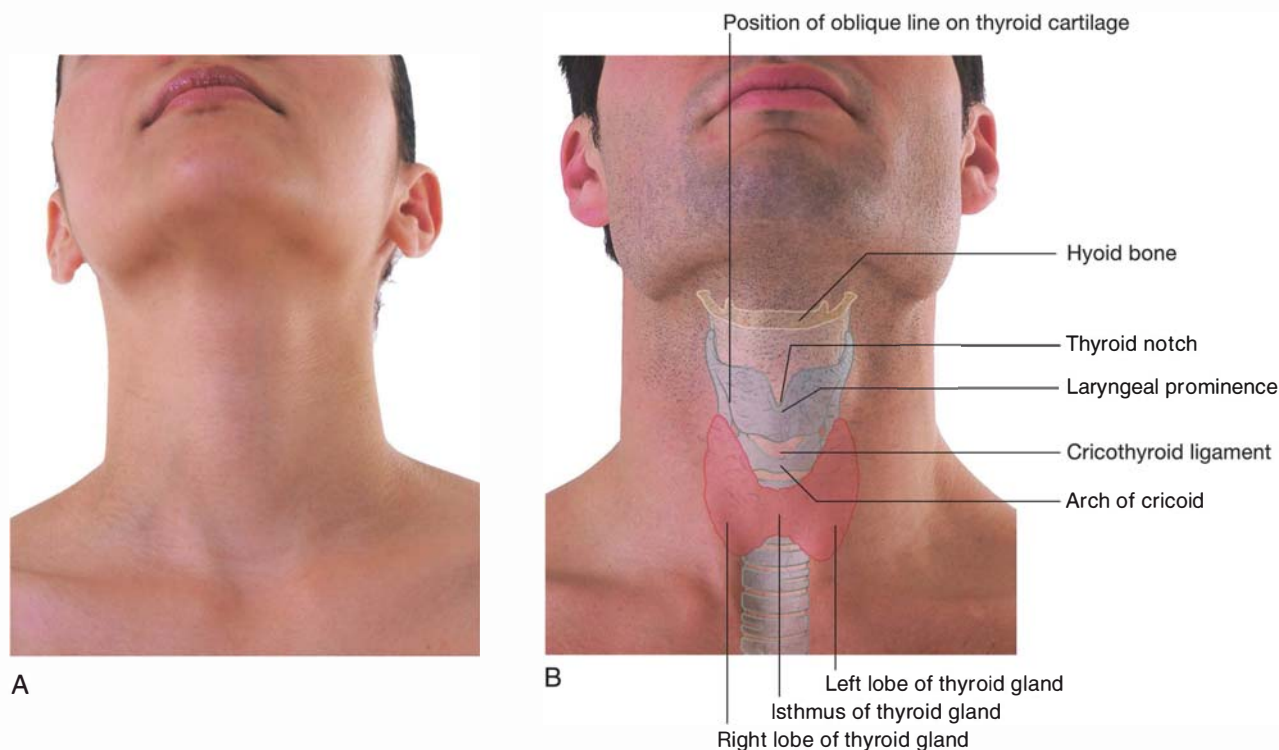 Position of oblique line on thyroid cartilage
Hyoid bone
Thyroid notch
Laryngeal prominence
Cricothyroid ligament
Arch of cricoid
A
B
Left lobe of thyroid gland
Isthmus of thyroid gland
Right lobe of thyroid gland